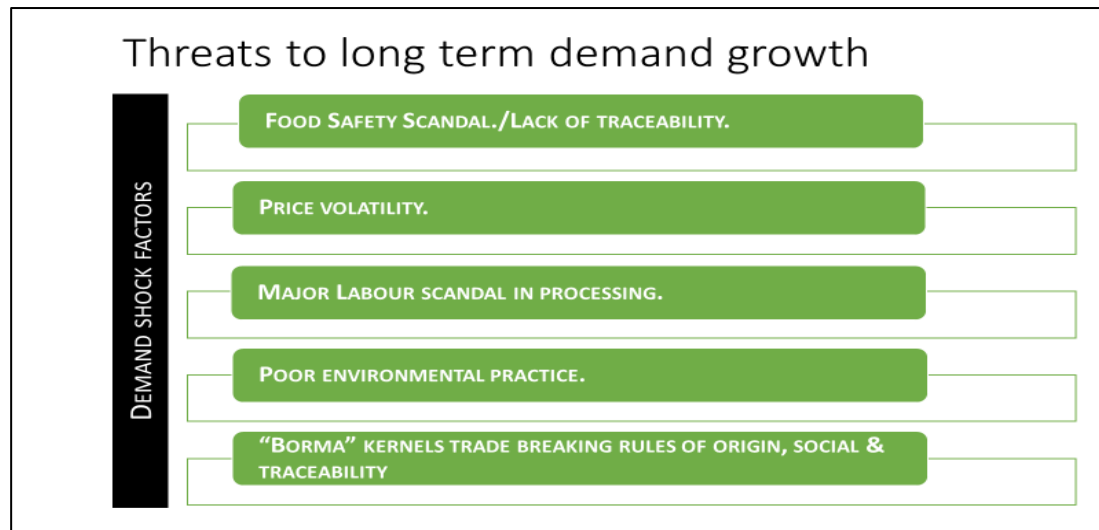 Threats to long term demand growth
DEMAND SHOCK FACTORS
FOOD SAFETY SCANDAL./LACK OF TRACEABILITY.
PRICE VOLATILITY.
MAJOR LABOUR SCANDAL IN PROCESSING.
POOR ENVIRONMENTAL PRACTICE.
“BORMA” KERNELS TRADE BREAKING RULES OF ORIGIN, SOCIAL &
TRACEABILITY